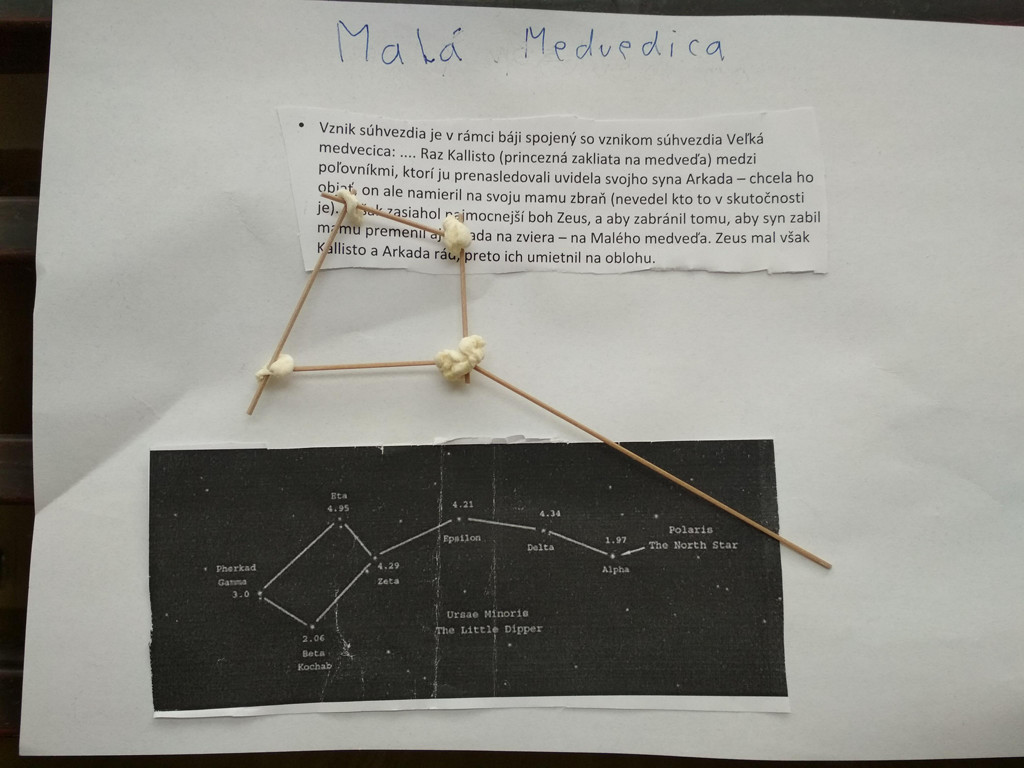 Malá Medvedica
• Vznik súhvezdia je v rámci báji spojený so vznikom súhvezdia Veľká
medvecica: .... Raz Kallisto (princezná zakliata na medveďa) medzi
poľovníkmi, ktorí ju prenasledovali uvidela svojho syna Arkada – chcela ho
objať, on ale namieril na svoju mamu zbraň (nevedel kto to v skutočnosti
je). zasiahol najmocnejší boh Zeus, a aby zabránil tomu, aby syn zabil
mamu premenil aj na zviera – na Malého medveďa. Zeus mal však
Kallisto a Arkada rád, preto ich umietnil na oblohu.
Eta
4.95
4.21
Epsilon
4.34
Delta
1.97
Alpha
Polaris
The North Star
4.29
Zeta
Pherkad
Gamma
3.0
2.06
Beta
Kochab
Ursae Minoris
The Little Dipper